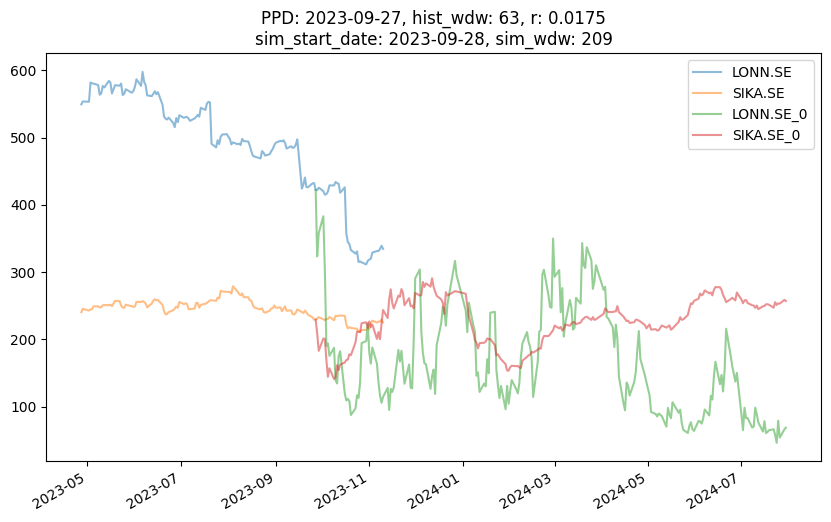 PPD: 2023-09-27, hist_wdw: 63, r: 0.0175
sim_start_date: 2023-09-28, sim_wdw: 209
LONN.SE
SIKA.SE
LONN.SE_0
SIKA.SE_0
600
500
400
300
200
100
2023-05
2023-07
2023-09
2023-11
2024-01
2024-03
2024-05
2024-07